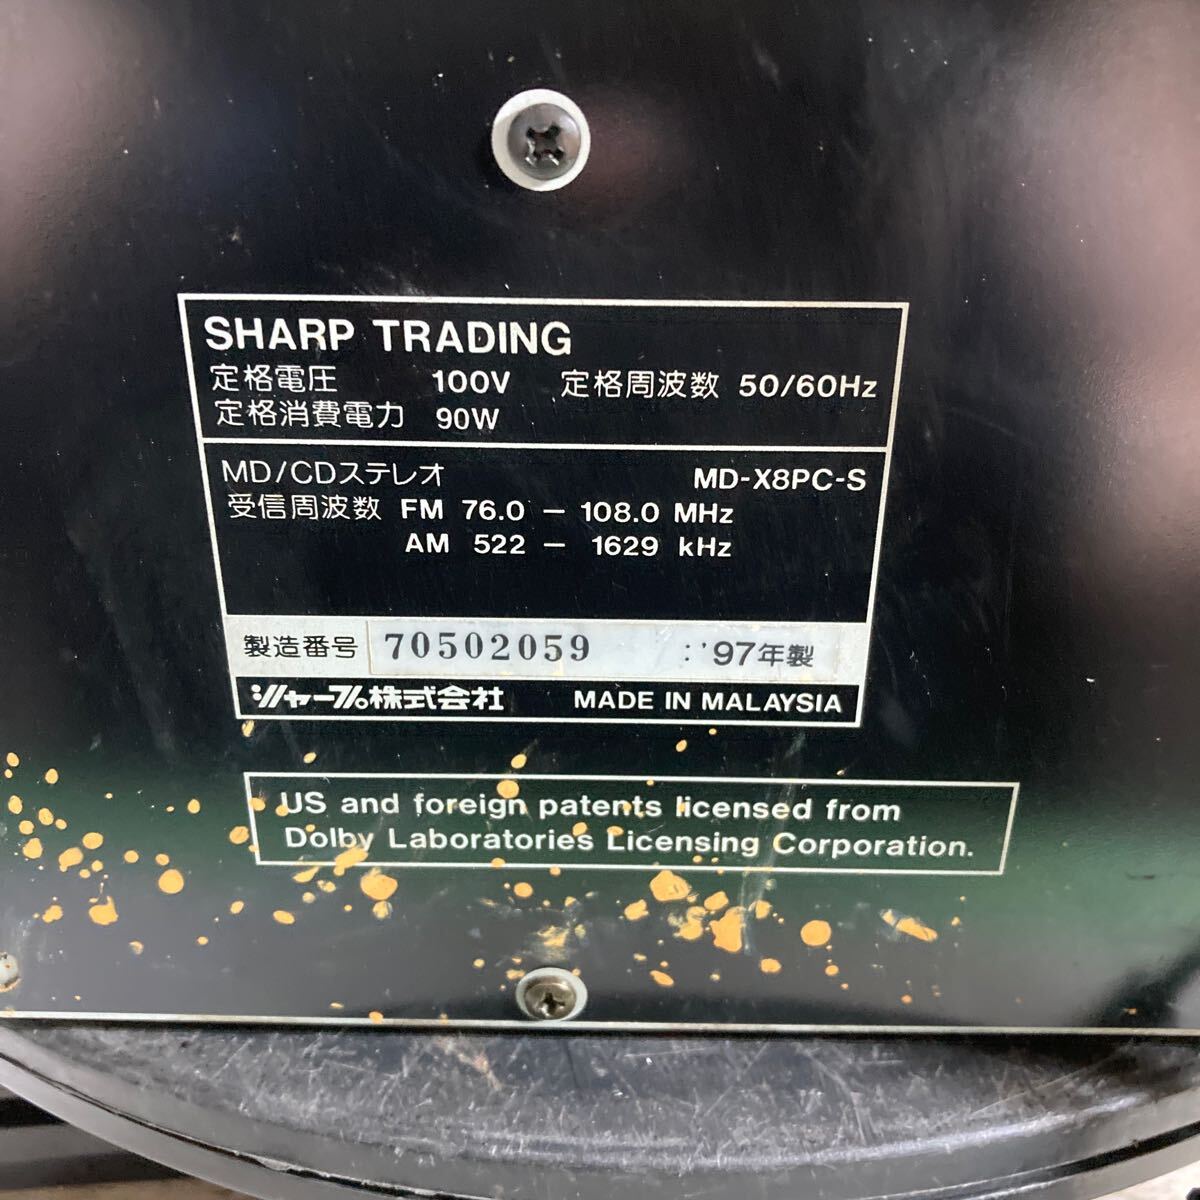 SHARP TRADING
定格電圧 100V 定格周波数 50/60Hz
定格消費電力 90W
MD/CDステレオ MD-X8PC-S
受信周波数 FM 76.0 － 108.0 MHz
AM 522 － 1629 kHz
製造番号 70502059 :'97年製
シャープ株式会社 MADE IN MALAYSIA
US and foreign patents licensed from
Dolby Laboratories Licensing Corporation.